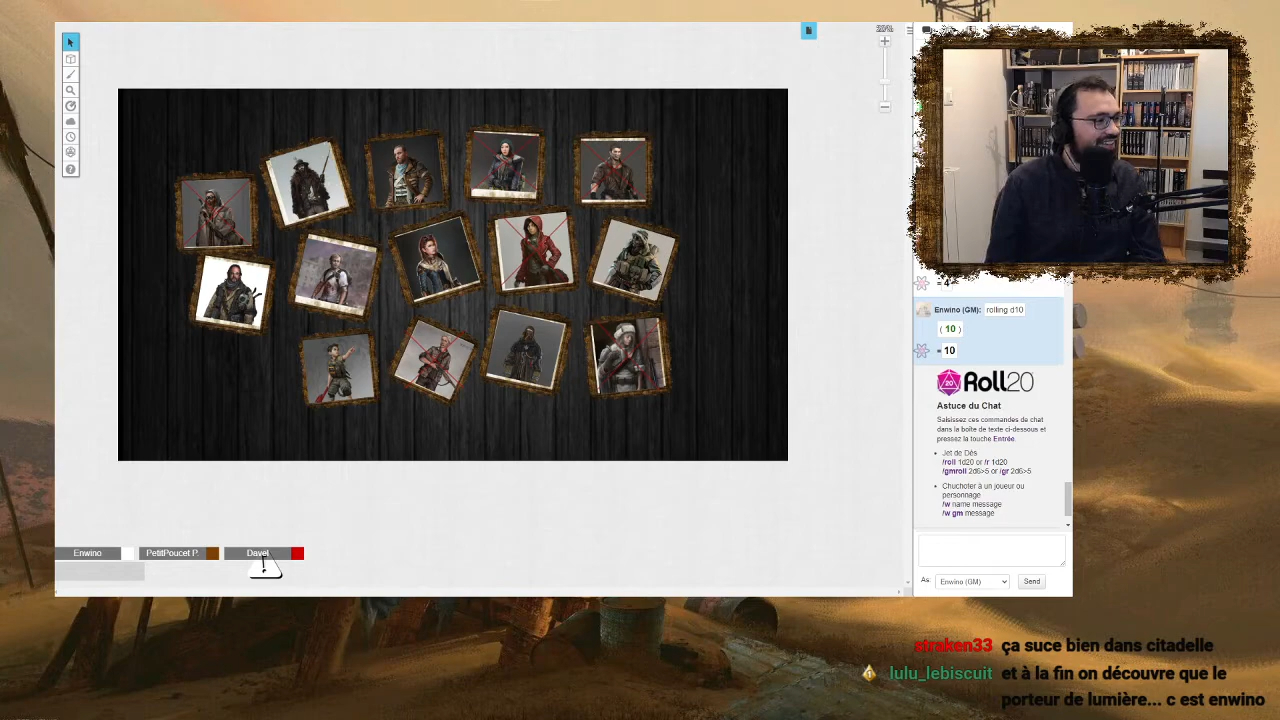 = 4
Enwino (GM): rolling d10
( 10 )
= 10
20 Roll20
Astuce du Chat
Saisissez ces commandes de chat
dans la boîte de texte ci-dessous et
pressez la touche Entrée.
Jet de Dés
/roll 1d20 or /r 1d20
/gmroll 2d6>5 or /gr 2d6>5
Chuchoter à un joueur ou
personnage
/w name message
/w gm message
Enwino
PetitPoucet P.
Davel
As: Enwino (GM) Send
straken33 ça suce bien dans citadelle
lulu_lebiscuit et à la fin on découvre que le
porteur de lumière... c est enwino